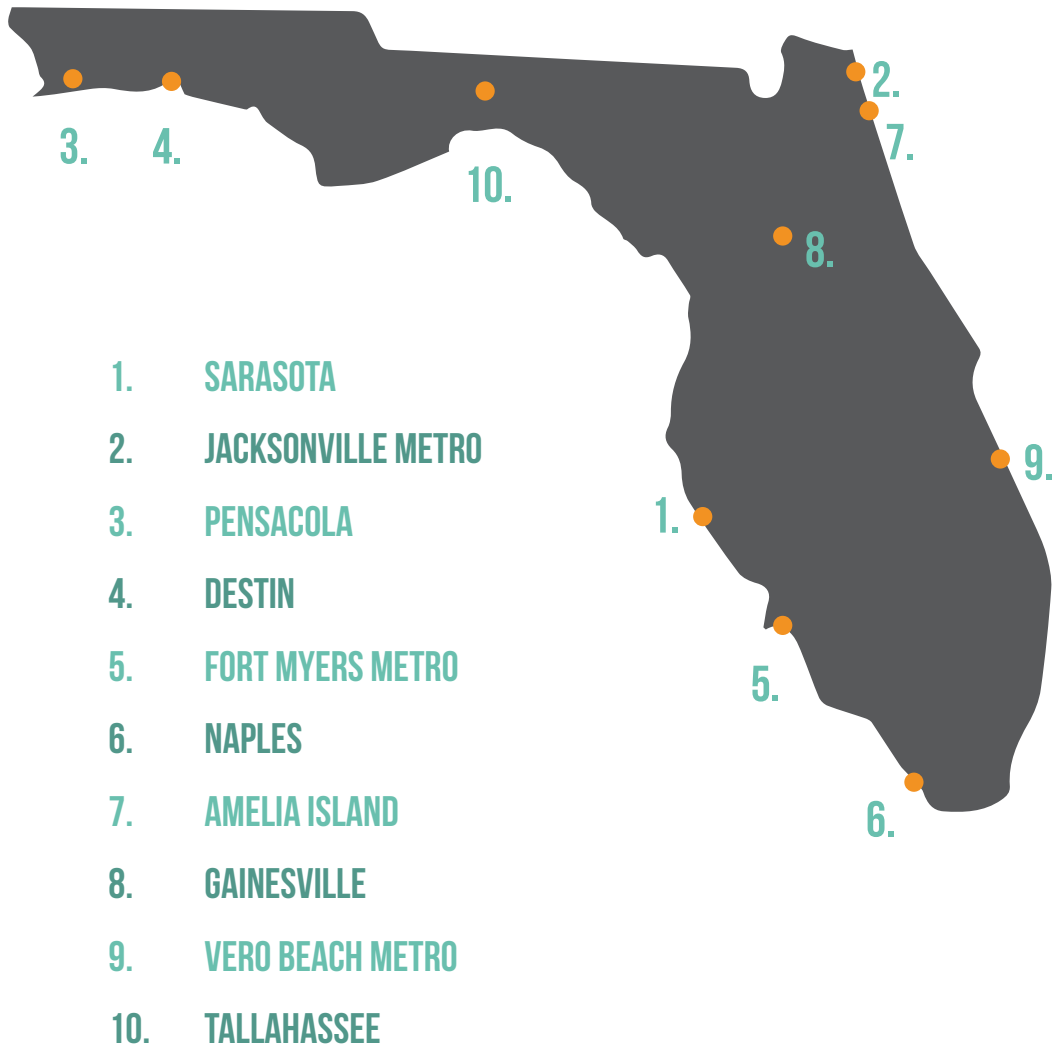 2.
3.
4.
7.
10.
8.
1. SARASOTA
2. JACKSONVILLE METRO
9.
3. PENSACOLA
1.
4. DESTIN
5. FORT MYERS METRO
5.
6. NAPLES
7. AMELIA ISLAND
6.
8. GAINESVILLE
9. VERO BEACH METRO
10. TALLAHASSEE